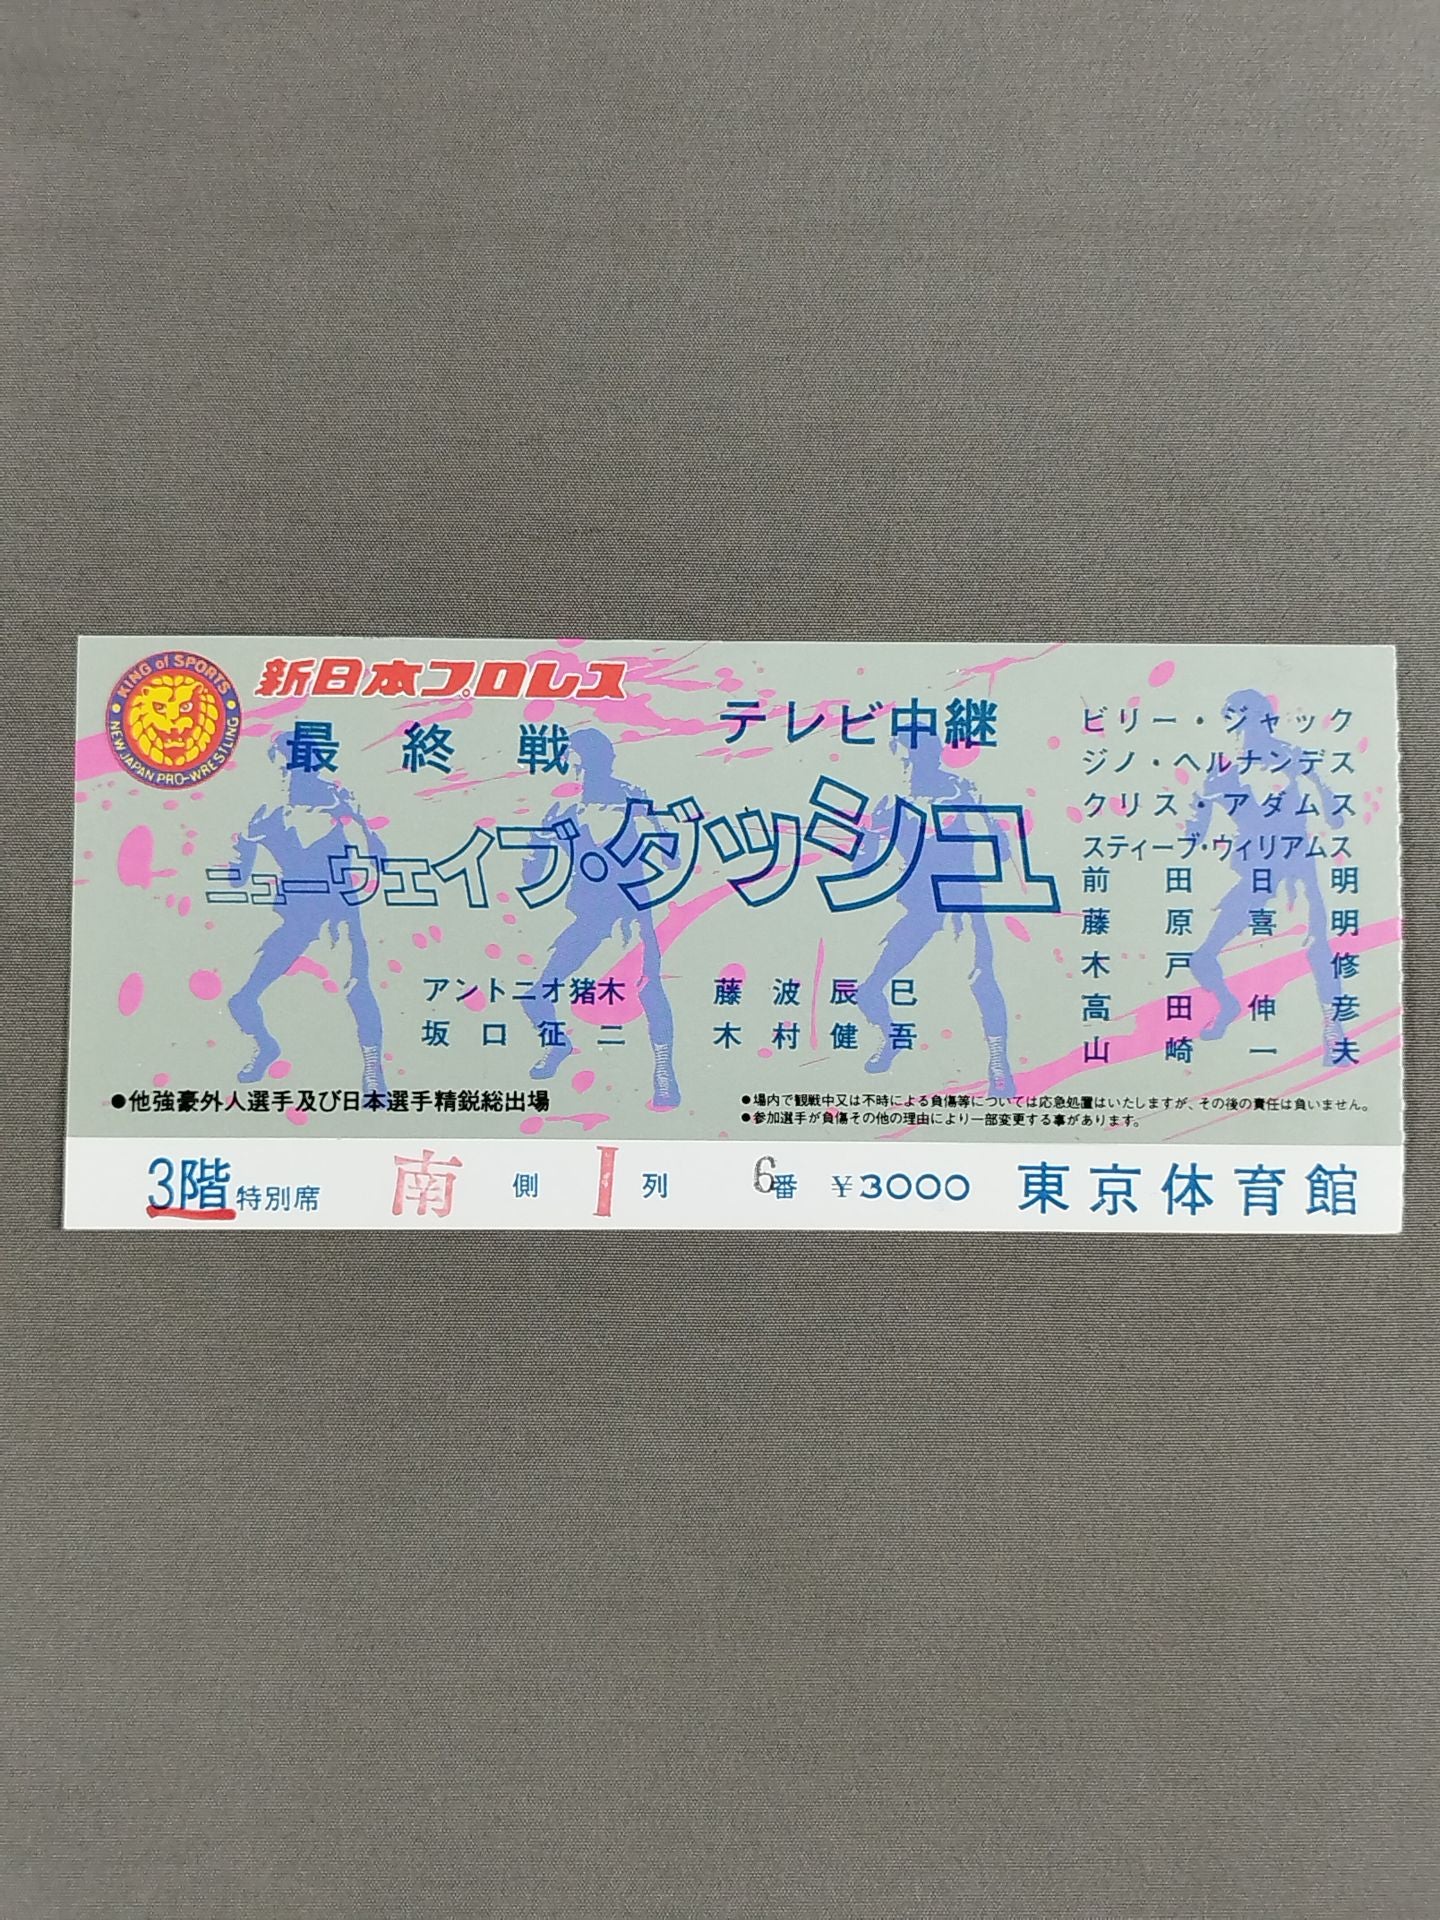 KING of SPORTS
NEW JAPAN PRO-WRESTLING
新日本プロレス
最終戦
テレビ中継
ニューウェイブ・ダッシュ
アントニオ猪木
藤波辰巳
坂口征二
木村健吾
ビリー・ジャック
ジノ・ヘルナンデス
クリス・アダムス
スティーブ・ウィリアムス
前田日明
藤原喜明
木戸修
高田伸彦
山崎一夫
●他強豪外人選手及び日本選手精鋭総出場
●場内で観戦中又は不時による負傷等については応急処置はいたしますが、その後の責任は負いません。
●参加選手が負傷その他の理由により一部変更する事があります。
3階特別席 南側 1列 6番 ¥3000 東京体育館